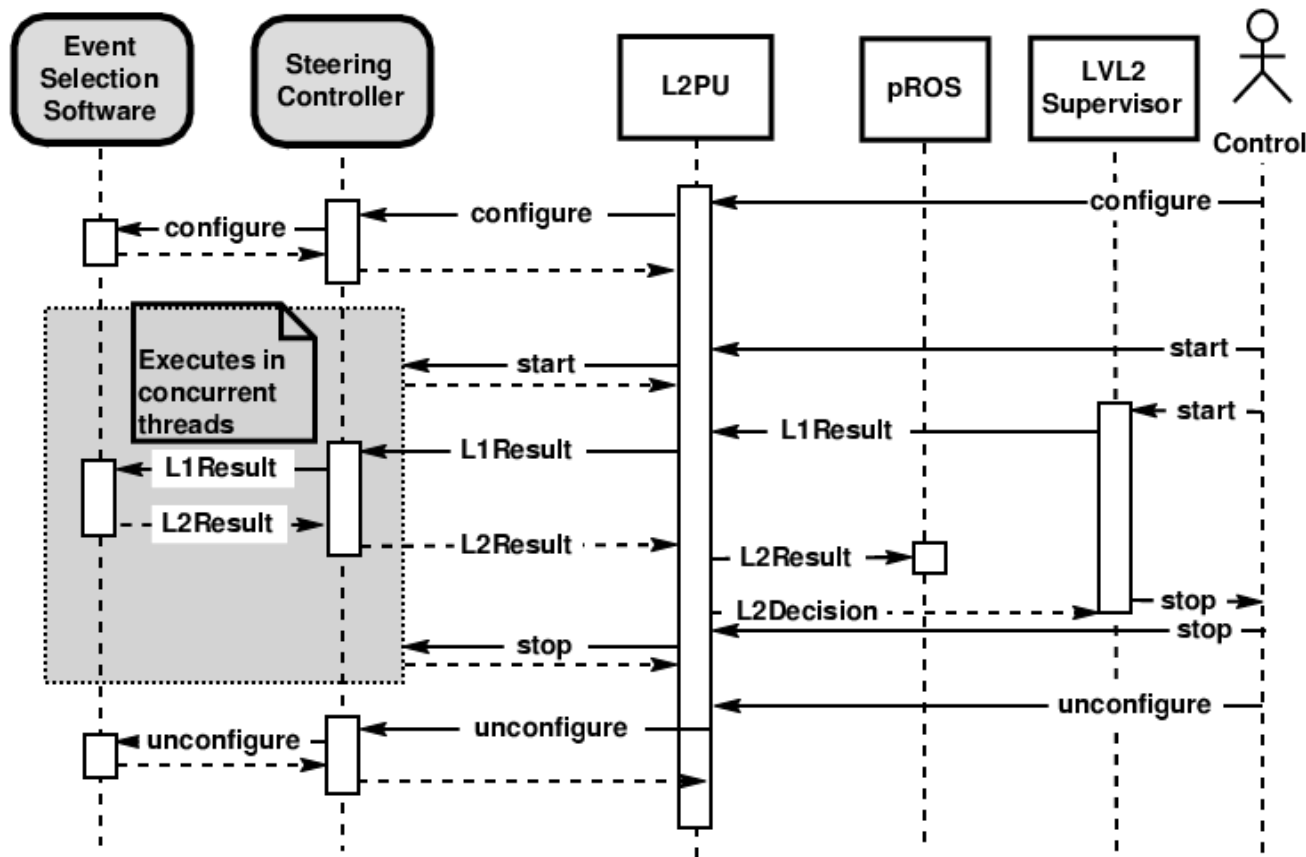 Event
Selection
Software
Steering
Controller
L2PU
pROS
LVL2
Supervisor
Control
configure
configure
configure
Executes in
concurrent
threads
start
start
start
L1Result
L1Result
L1Result
L2Result
L2Result
L2Result
L2Decision
stop
stop
stop
unconfigure
unconfigure
unconfigure